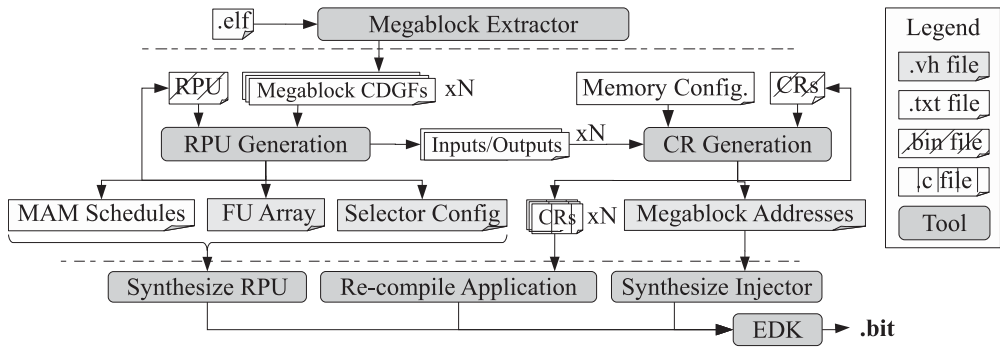 .elf
Megablock Extractor
RPU
Megablock CDGFs
xN
Memory Config.
CRs
RPU Generation
Inputs/Outputs
xN
CR Generation
MAM Schedules
FU Array
Selector Config
CRs
xN
Megablock Addresses
Synthesize RPU
Re-compile Application
Synthesize Injector
EDK
.bit
Legend
.vh file
.txt file
.bin file
.c file
Tool